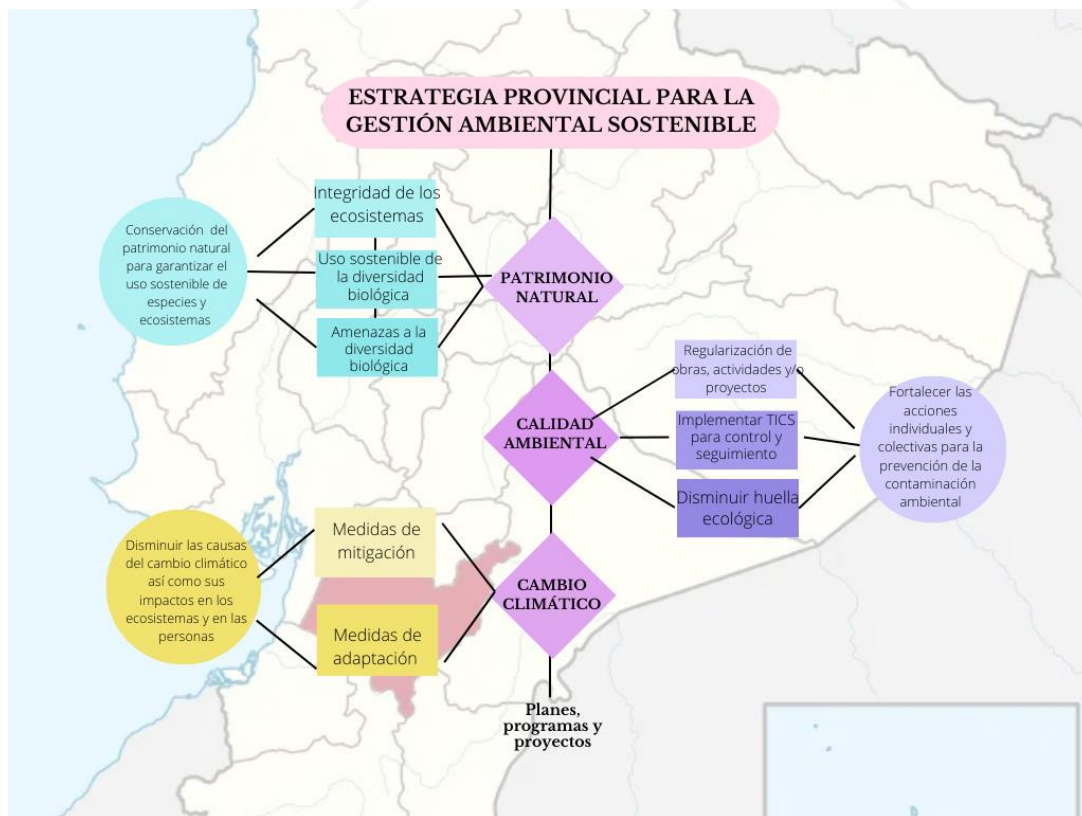 ESTRATEGIA PROVINCIAL PARA LA
GESTIÓN AMBIENTAL SOSTENIBLE
Integridad de los
ecosistemas
Conservación del
patrimonio natural
para garantizar el
uso sostenible de
especies y
ecosistemas
Uso sostenible de
la diversidad
biológica
Amenazas a la
diversidad
biológica
PATRIMONIO
NATURAL
CALIDAD
AMBIENTAL
Regularización de
obras, actividades y/o
proyectos
Implementar TICS
para control y
seguimiento
Disminuir huella
ecológica
Fortalecer las
acciones
individuales y
colectivas para la
prevención de la
contaminación
ambiental
Disminuir las causas
del cambio climático
así como sus
impactos en los
ecosistemas y en las
personas
Medidas de
mitigación
Medidas de
adaptación
CAMBIO
CLIMÁTICO
Planes,
programas y
proyectos